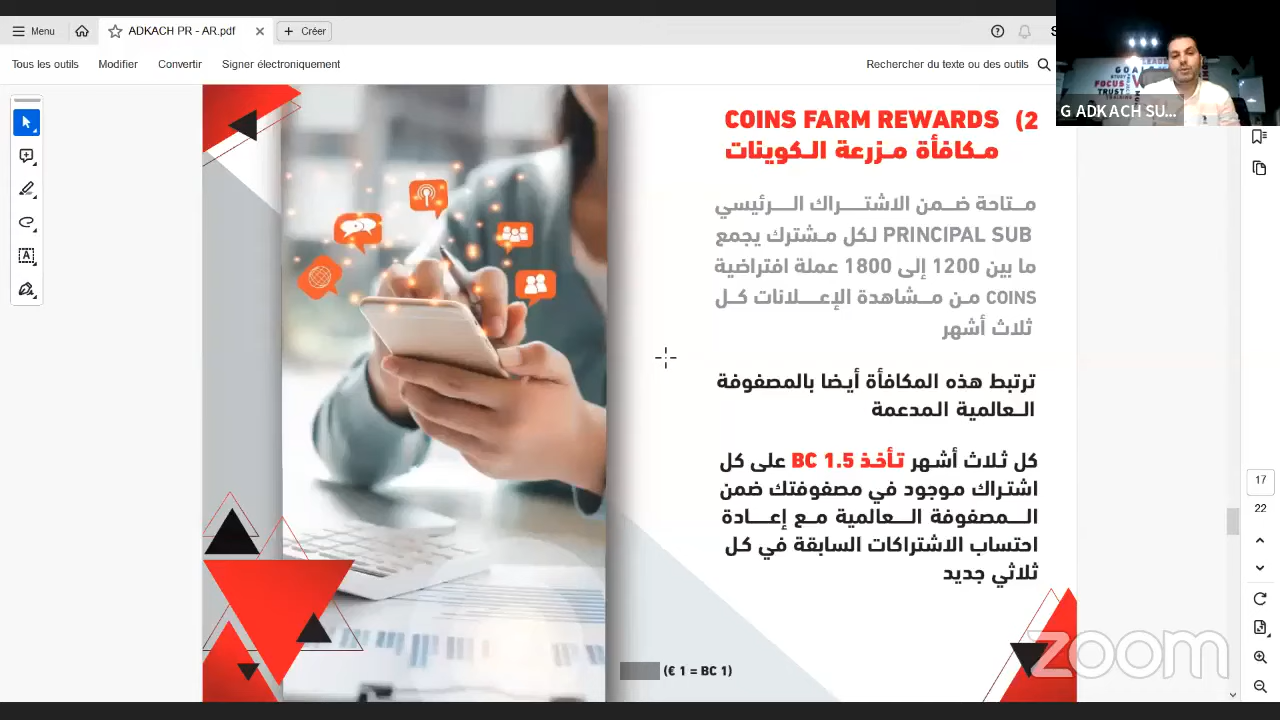 Menu
ADKACH PR - AR.pdf
Créer
Tous les outils
Modifier
Convertir
Signer électroniquement
Rechercher du texte ou des outils
G ADKACH SU...
GOALS
FOCUS
TRUST
2) COINS FARM REWARDS
مكافأة مزرعة الكوينات
متاحة ضمن الاشتراك الرئيسي
PRINCIPAL SUB لكل مشترك يجمع
ما بين 1200 إلى 1800 عملة افتراضية
COINS من مشاهدة الإعلانات كل
ثلاث أشهر
ترتبط هذه المكافأة أيضا بالمصفوفة
العالمية المدعمة
كل ثلاث أشهر تأخذ 1.5 BC على كل
اشتراك موجود في مصفوفتك ضمن
المصفوفة العالمية مع إعادة
احتساب الاشتراكات السابقة في كل
ثلاثي جديد
(€ 1 = BC 1)
17
22
zoom